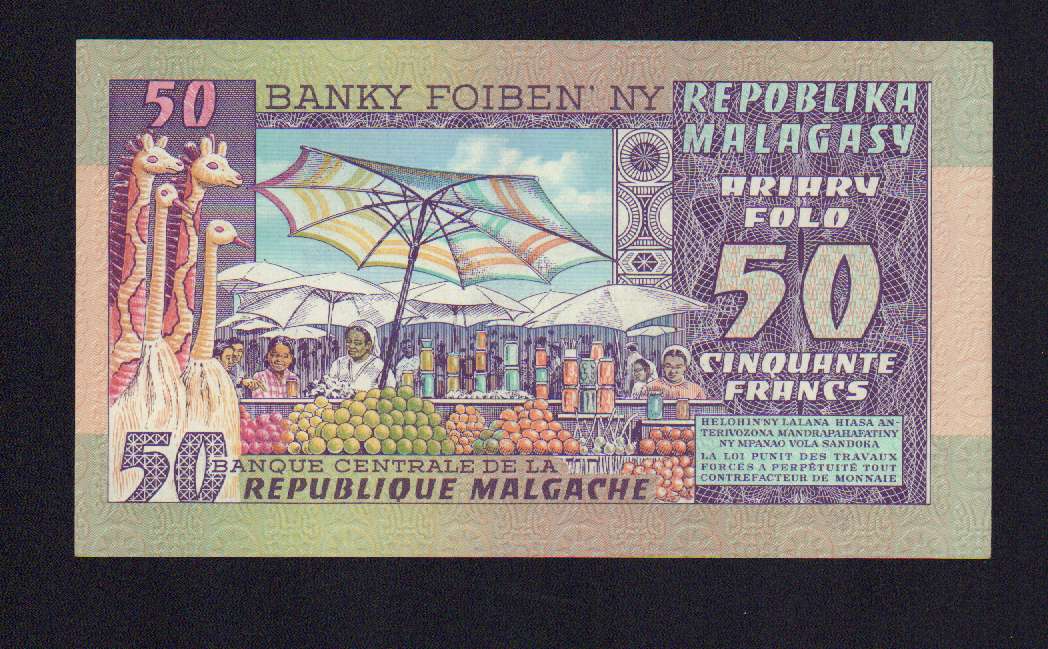 50
BANKY FOIBEN' NY
REPOBLIKA
MALAGASY
ARIARY
FOLO
50
CINQUANTE
FRANCS
HELOHIN'NY LALANA HIASA AN-
TERIVOZONA MANDRAPAHAFATINY
NY MPANAO VOLA SANDOKA
LA LOI PUNIT DES TRAVAUX
FORCÉS A PERPÉTUITÉ TOUT
CONTREFACTEUR DE MONNAIE
50
BANQUE CENTRALE DE LA
REPUBLIQUE MALGACHE